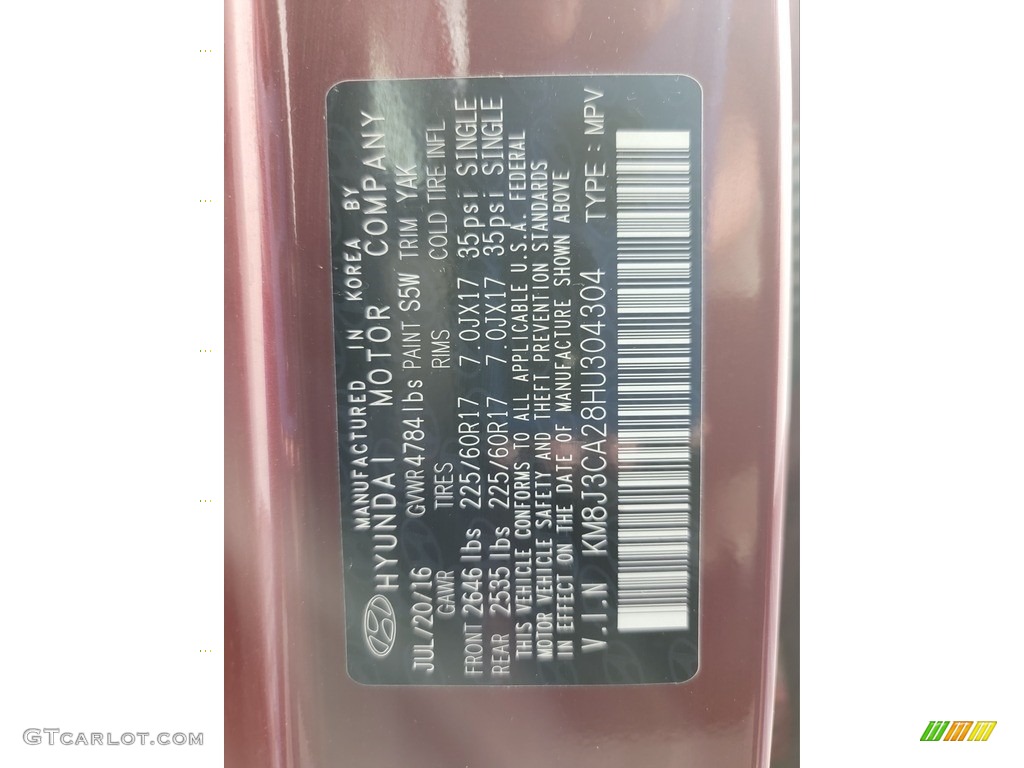 MANUFACTURED IN KOREA BY
HYUNDAI MOTOR COMPANY
JUL/20/16 GVWR4784lbs PAINT S5W TRIM YAK
GAWR TIRES RIMS COLD TIRE INFL
FRONT 2646lbs 225/60R17 7.0JX17 35psi SINGLE
REAR 2535lbs 225/60R17 7.0JX17 35psi SINGLE
THIS VEHICLE CONFORMS TO ALL APPLICABLE U.S.A. FEDERAL
MOTOR VEHICLE SAFETY AND THEFT PREVENTION STANDARDS
IN EFFECT ON THE DATE OF MANUFACTURE SHOWN ABOVE
V.I.N KM8J3CA28HU304304 TYPE : MPV
GTCARLOT.COM